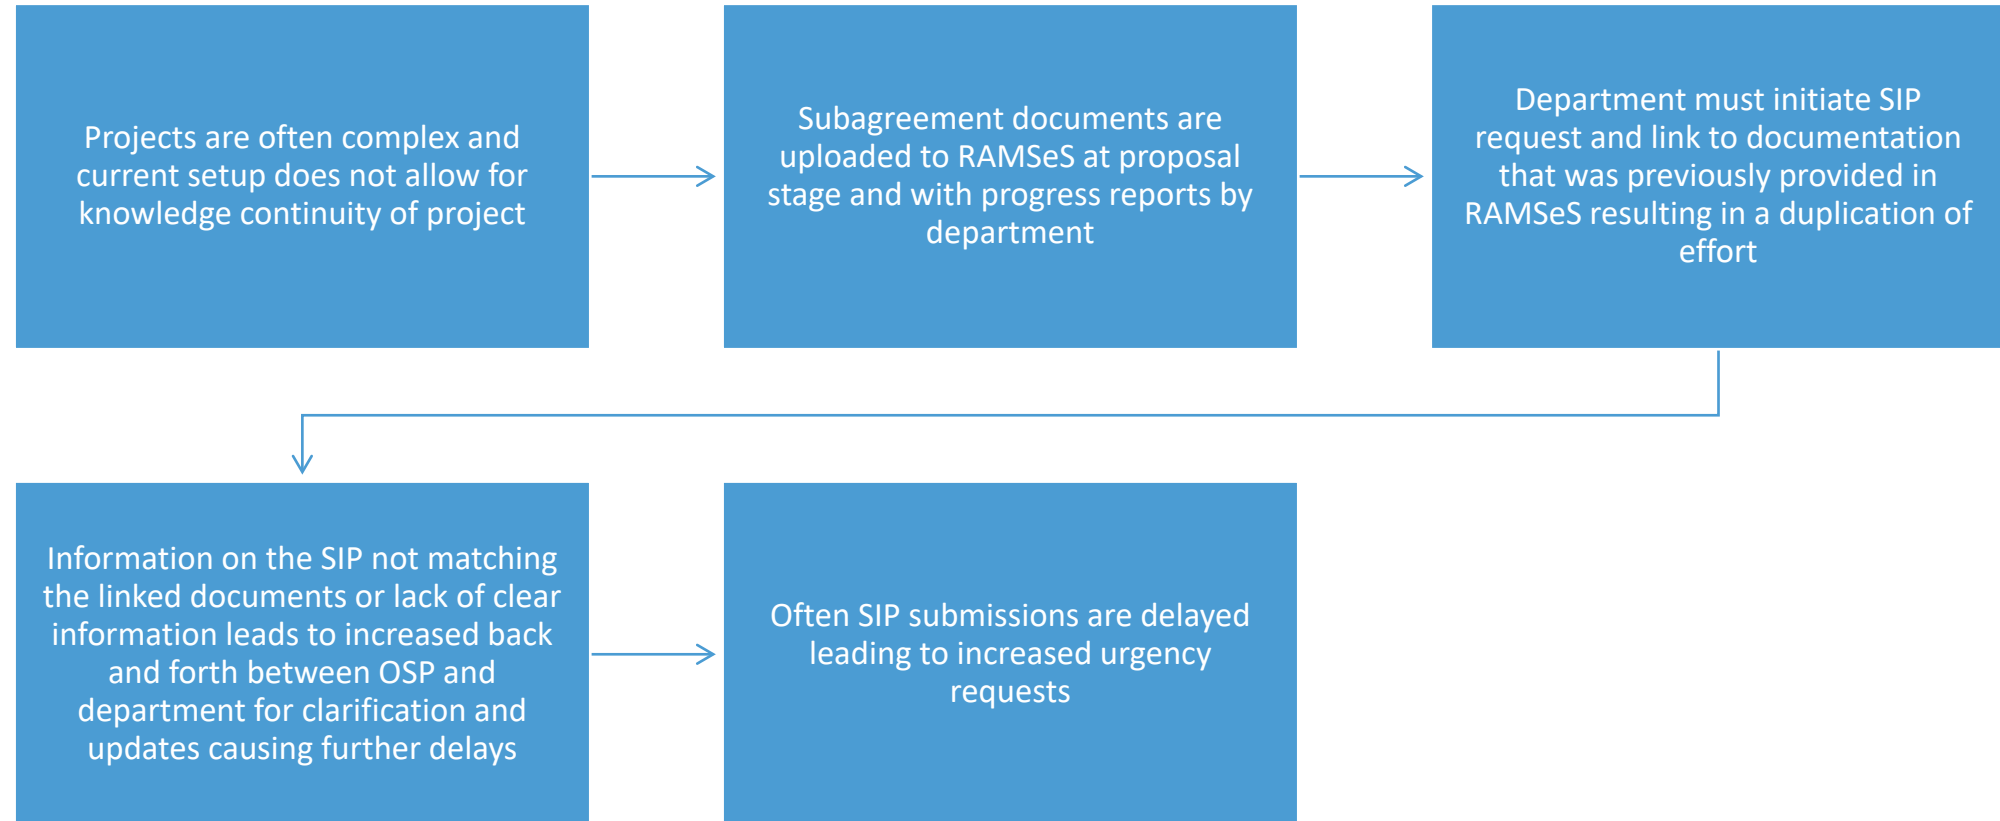 Projects are often complex and
current setup does not allow for
knowledge continuity of project
Subagreement documents are
uploaded to RAMSeS at proposal
stage and with progress reports by
department
Department must initiate SIP
request and link to documentation
that was previously provided in
RAMSeS resulting in a duplication of
effort
Information on the SIP not matching
the linked documents or lack of clear
information leads to increased back
and forth between OSP and
department for clarification and
updates causing further delays
Often SIP submissions are delayed
leading to increased urgency
requests